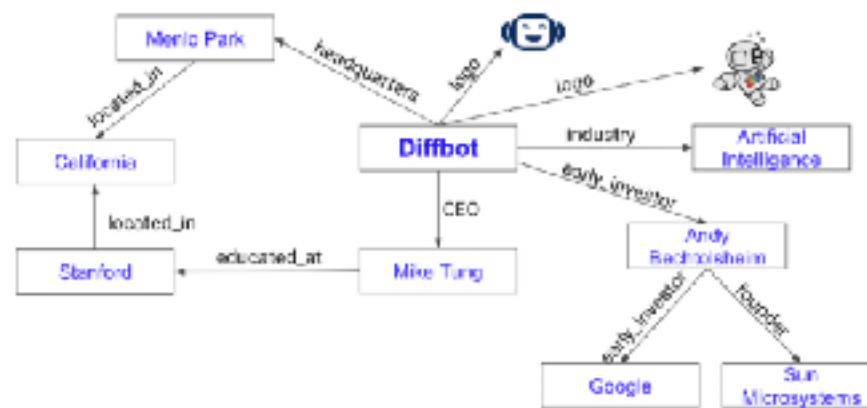 Menlo Park
headquarters
logo
logo
located_in
Diffbot
industry
Artificial
Intelligence
California
early_investor
located_in
CEO
Andy
Bechtolsheim
Stanford
educated_at
Mike Tung
early_investor
founder
Google
Sun
Microsystems